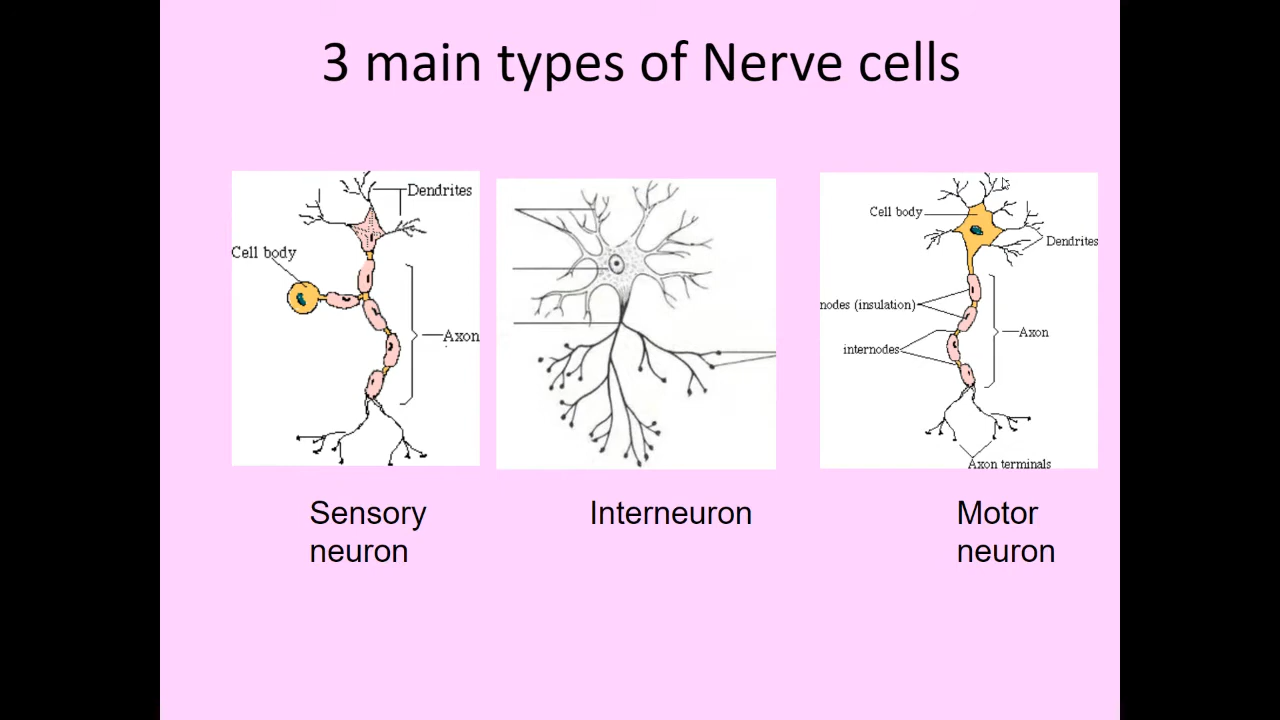 3 main types of Nerve cells
Dendrites
Cell body
Axon
Cell body
Dendrites
nodes (insulation)
Axon
internodes
Axon terminals
Sensory
neuron
Interneuron
Motor
neuron